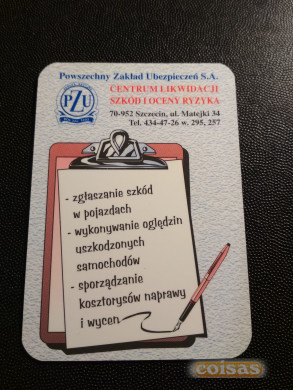 Powszechny Zakład Ubezpieczeń S.A.
PZU
CENTRUM LIKWIDACJI
SZKÓD I OCENY RYZYKA
70-952 Szczecin, ul. Matejki 34
Tel. 434-47-26 w. 295, 257
- zgłaszanie szkód
w pojazdach
- wykonywanie oględzin
uszkodzonych
samochodów
- sporządzanie
kosztorysów naprawy
i wycen
coisas